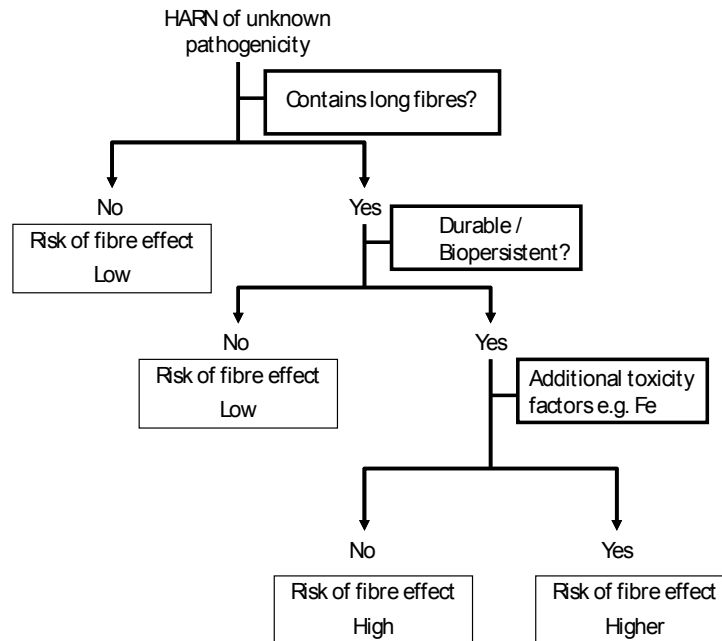 HARN of unknown
pathogenicity
Contains long fibres?
No
Yes
Risk of fibre effect
Low
Durable /
Biopersistent?
No
Yes
Risk of fibre effect
Low
Additional toxicity
factors e.g. Fe
No
Yes
Risk of fibre effect
High
Risk of fibre effect
Higher